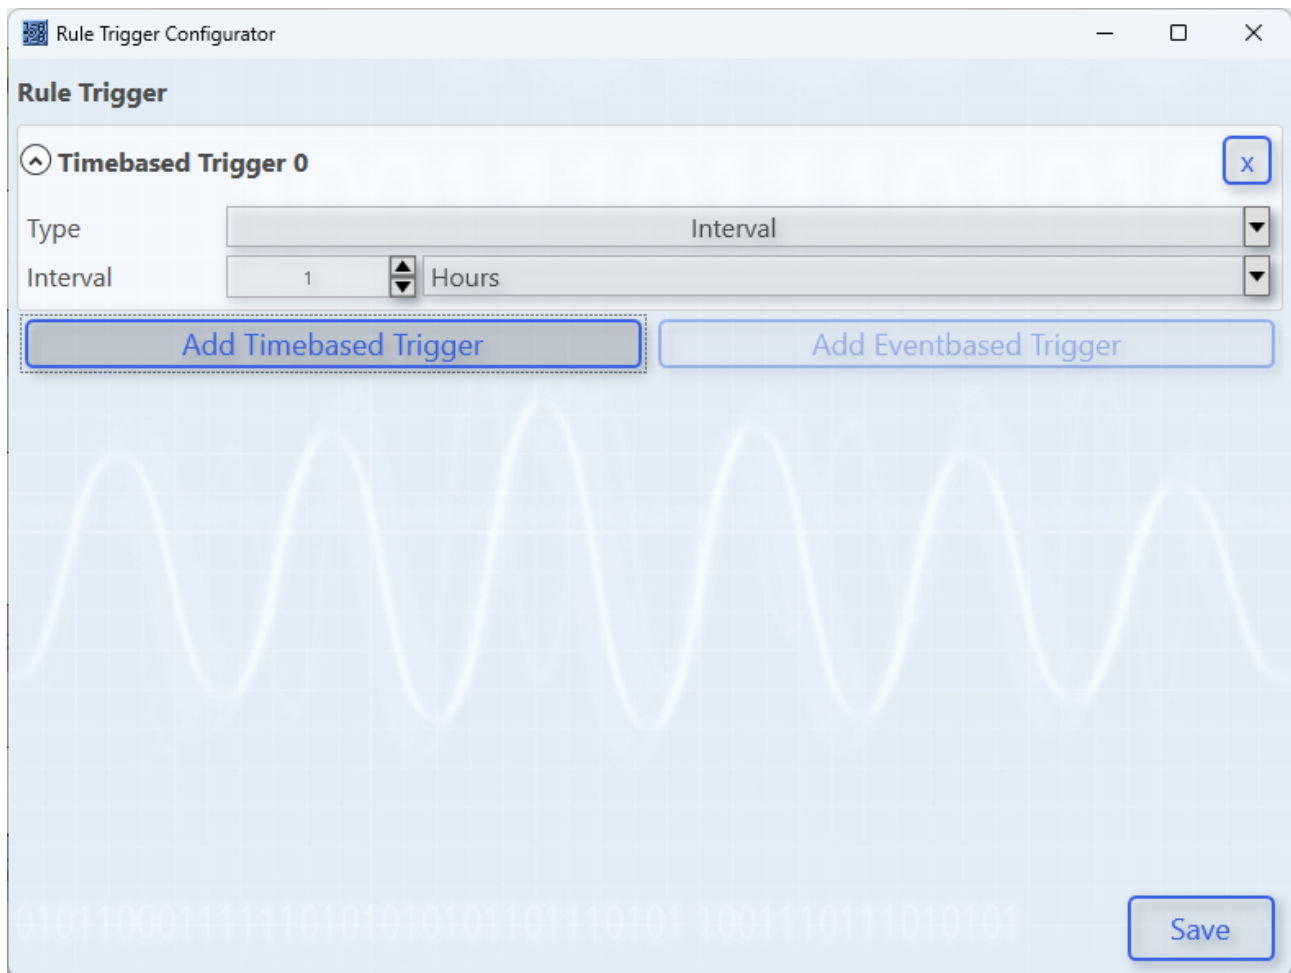 Rule Trigger Configurator
Rule Trigger
Timebased Trigger 0
x
Type Interval
Interval 1 Hours
Add Timebased Trigger Add Eventbased Trigger
Save